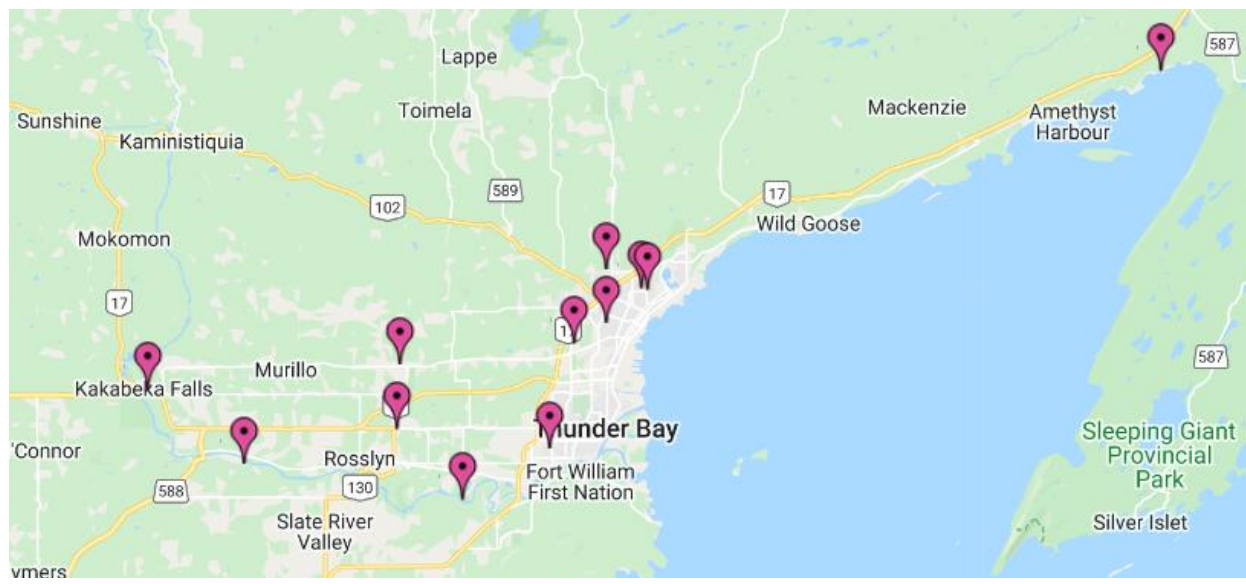 Lappe
587
Toimela
Mackenzie
Amethyst
Harbour
Sunshine
Kaministiquia
589
17
102
Wild Goose
Mokomon
17
587
Murillo
Kakabeka Falls
Thunder Bay
Sleeping Giant
Provincial
Park
'Connor
Rosslyn
Fort William
First Nation
588
130
Slate River
Valley
Silver Islet
ymers